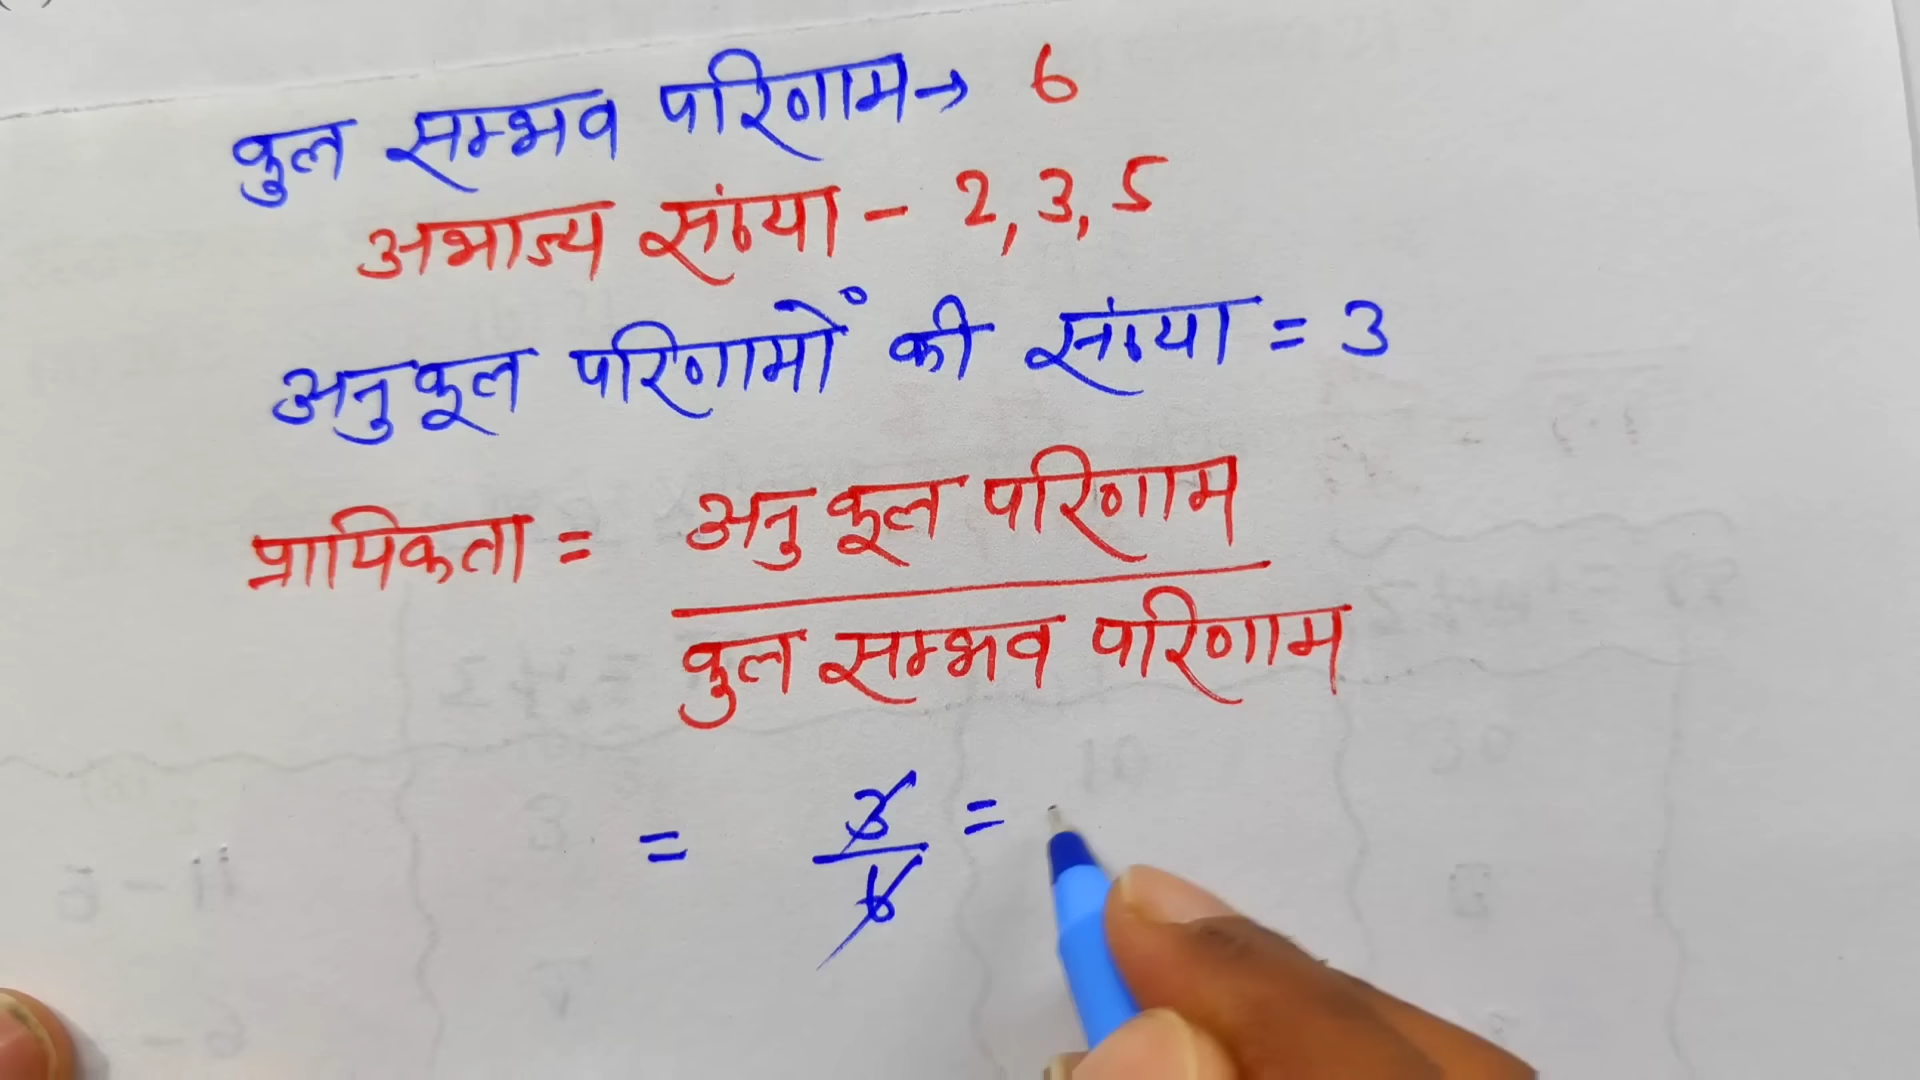 कुल सम्भव परिणाम→ 6
अभाज्य संख्या - 2, 3, 5
अनुकूल परिणामों की संख्या = 3
प्रायिकता = अनुकूल परिणाम
कुल सम्भव परिणाम
= 3/6 =